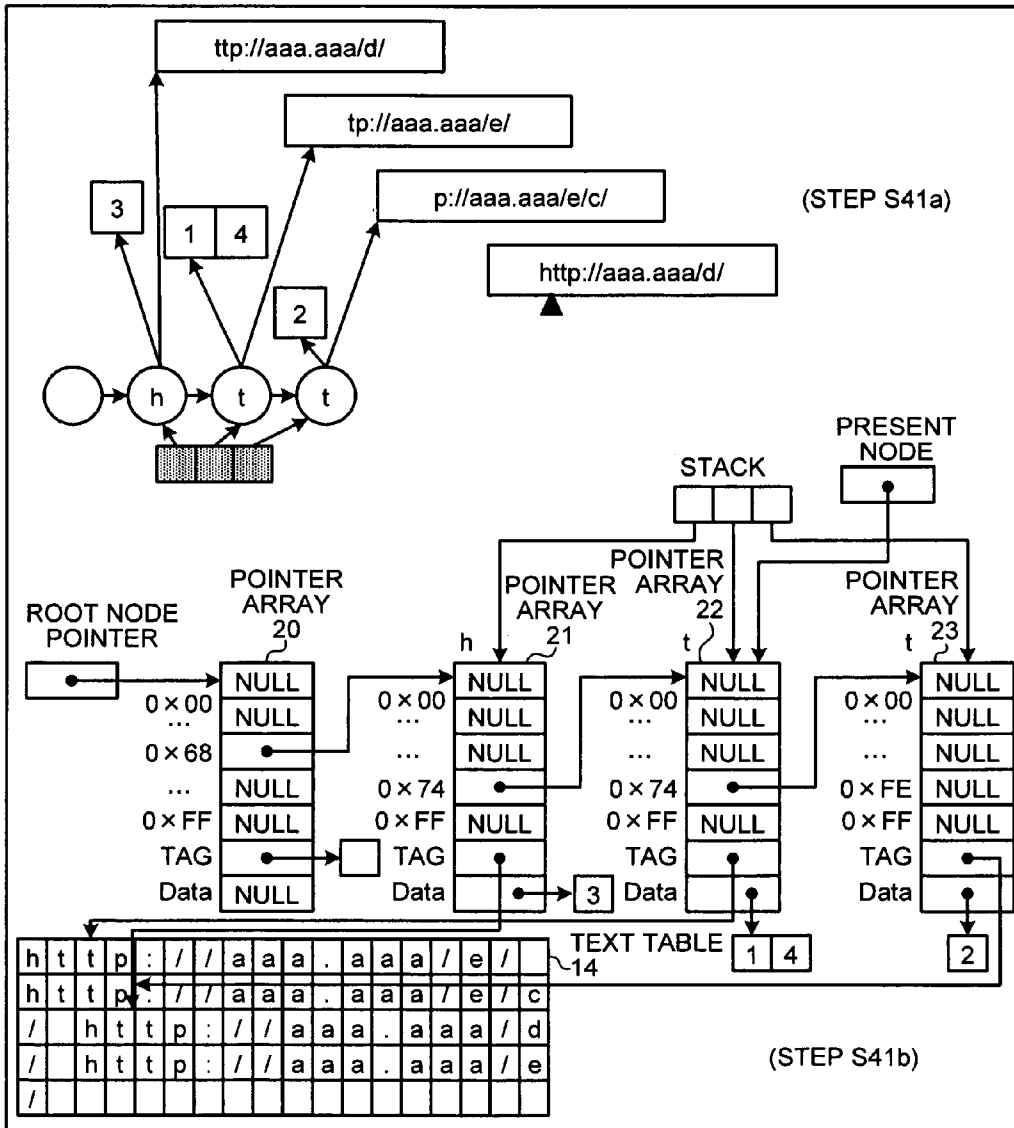 ttp://aaa.aaa/d/
tp://aaa.aaa/e/
p://aaa.aaa/e/c/
(STEP S41a)
3
1 4
http://aaa.aaa/d/
2
h t t
PRESENT
NODE
STACK
POINTER
ARRAY
20
POINTER
ARRAY
21
POINTER
ARRAY
22
POINTER
ARRAY
23
ROOT NODE
POINTER
h
t
t
NULL
0×00 NULL
...
0×68
... NULL
0×FF NULL
TAG
Data NULL
NULL
0×00 NULL
...
... NULL
0×74
0×FF NULL
TAG
Data
3
NULL
0×00 NULL
...
... NULL
0×74
0×FF NULL
TAG
Data
1 4
NULL
0×00 NULL
...
... NULL
0×FE NULL
0×FF NULL
TAG
Data
2
TEXT TABLE
14
h t t p : / / a a a . a a a / e /
h t t p : / / a a a . a a a / e / c
/ h t t p : / / a a a . a a a / d
/ h t t p : / / a a a . a a a / e
/
(STEP S41b)